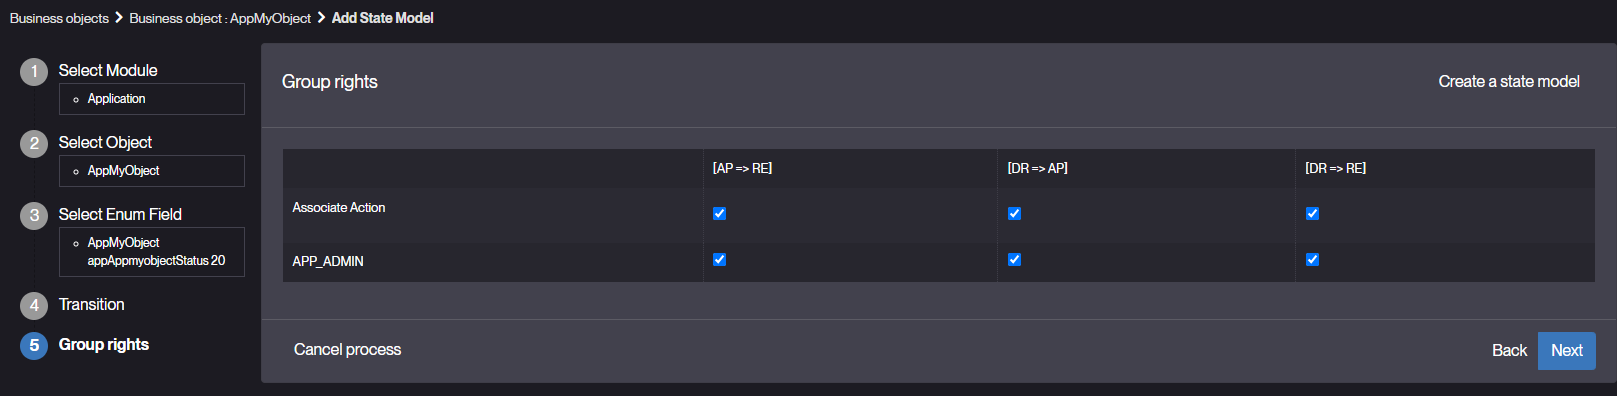 Business objects > Business object : AppMyObject > Add State Model
1 Select Module
Application
2 Select Object
AppMyObject
3 Select Enum Field
AppMyObject
appAppmyobjectStatus 20
4 Transition
5 Group rights
Group rights
Create a state model
[AP => RE] [DR => AP] [DR => RE]
Associate Action
APP_ADMIN
Cancel process
Back Next